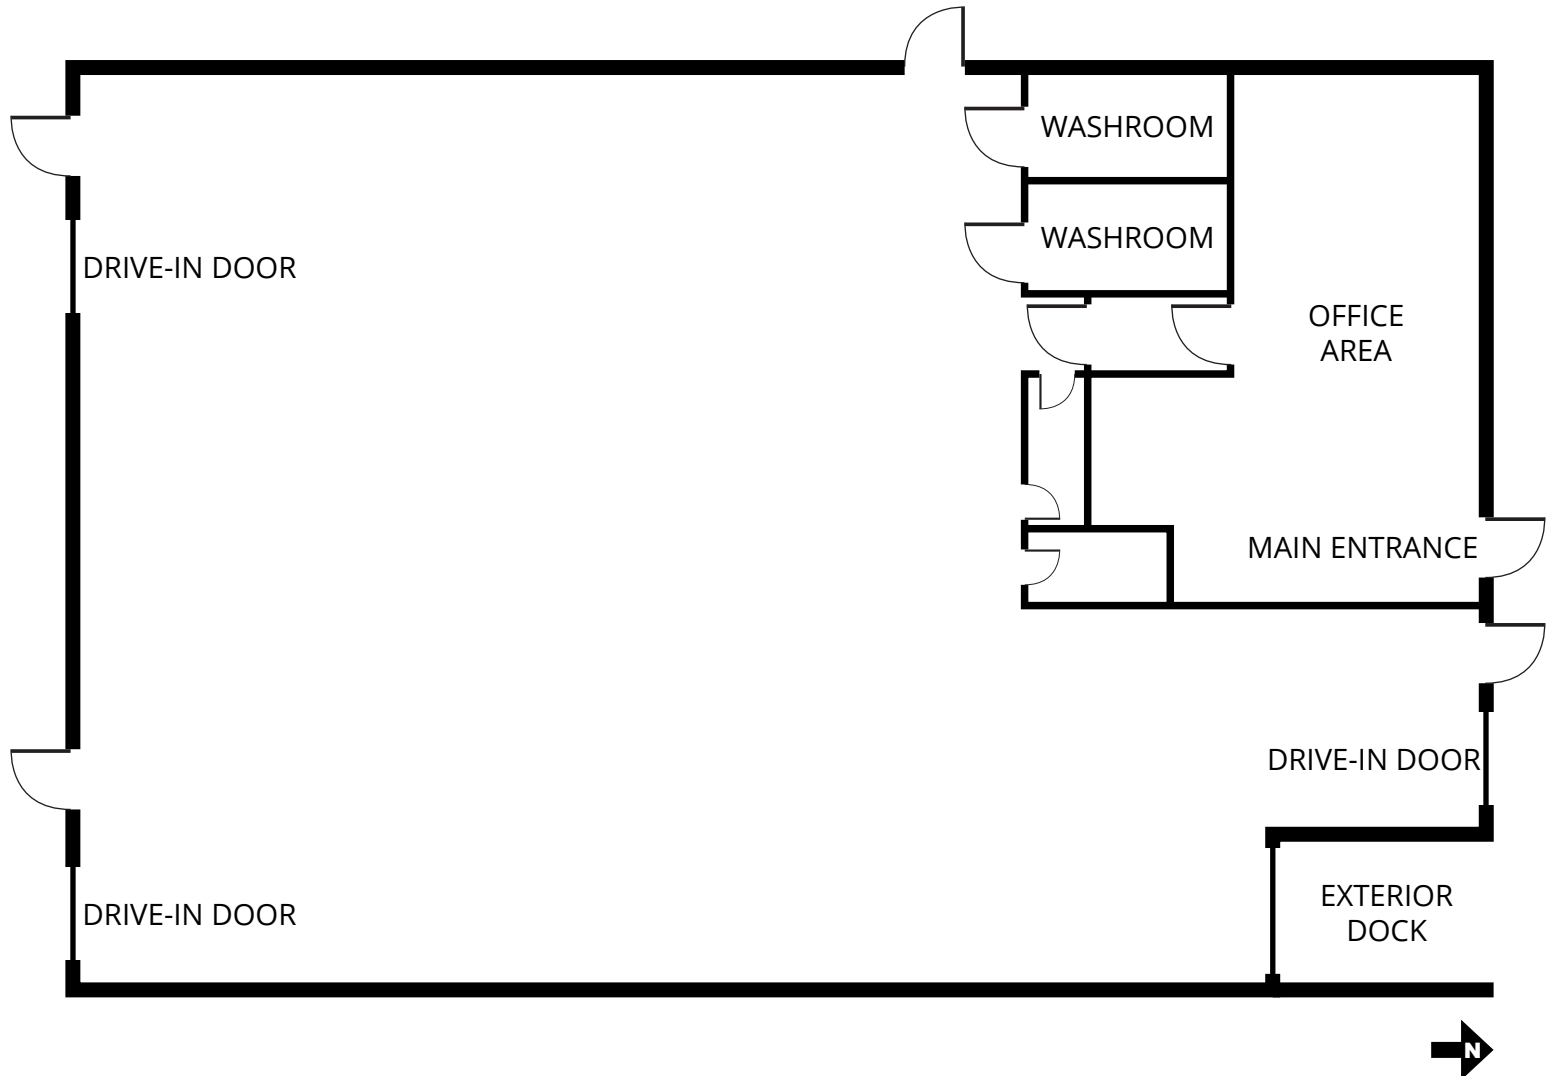 WASHROOM
WASHROOM
DRIVE-IN DOOR
OFFICE
AREA
MAIN ENTRANCE
DRIVE-IN DOOR
EXTERIOR
DOCK
DRIVE-IN DOOR
N